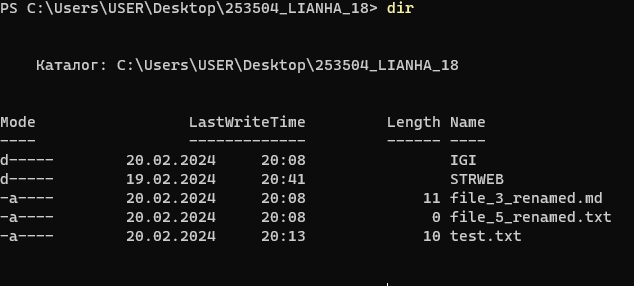 PS C:\Users\USER\Desktop\253504_LIANHA_18> dir
Каталог: C:\Users\USER\Desktop\253504_LIANHA_18
Mode                 LastWriteTime         Length Name
----                 -------------         ------ ----
d-----        20.02.2024     20:08                IGI
d-----        19.02.2024     20:41                STRWEB
-a----        20.02.2024     20:08             11 file_3_renamed.md
-a----        20.02.2024     20:08              0 file_5_renamed.txt
-a----        20.02.2024     20:13             10 test.txt